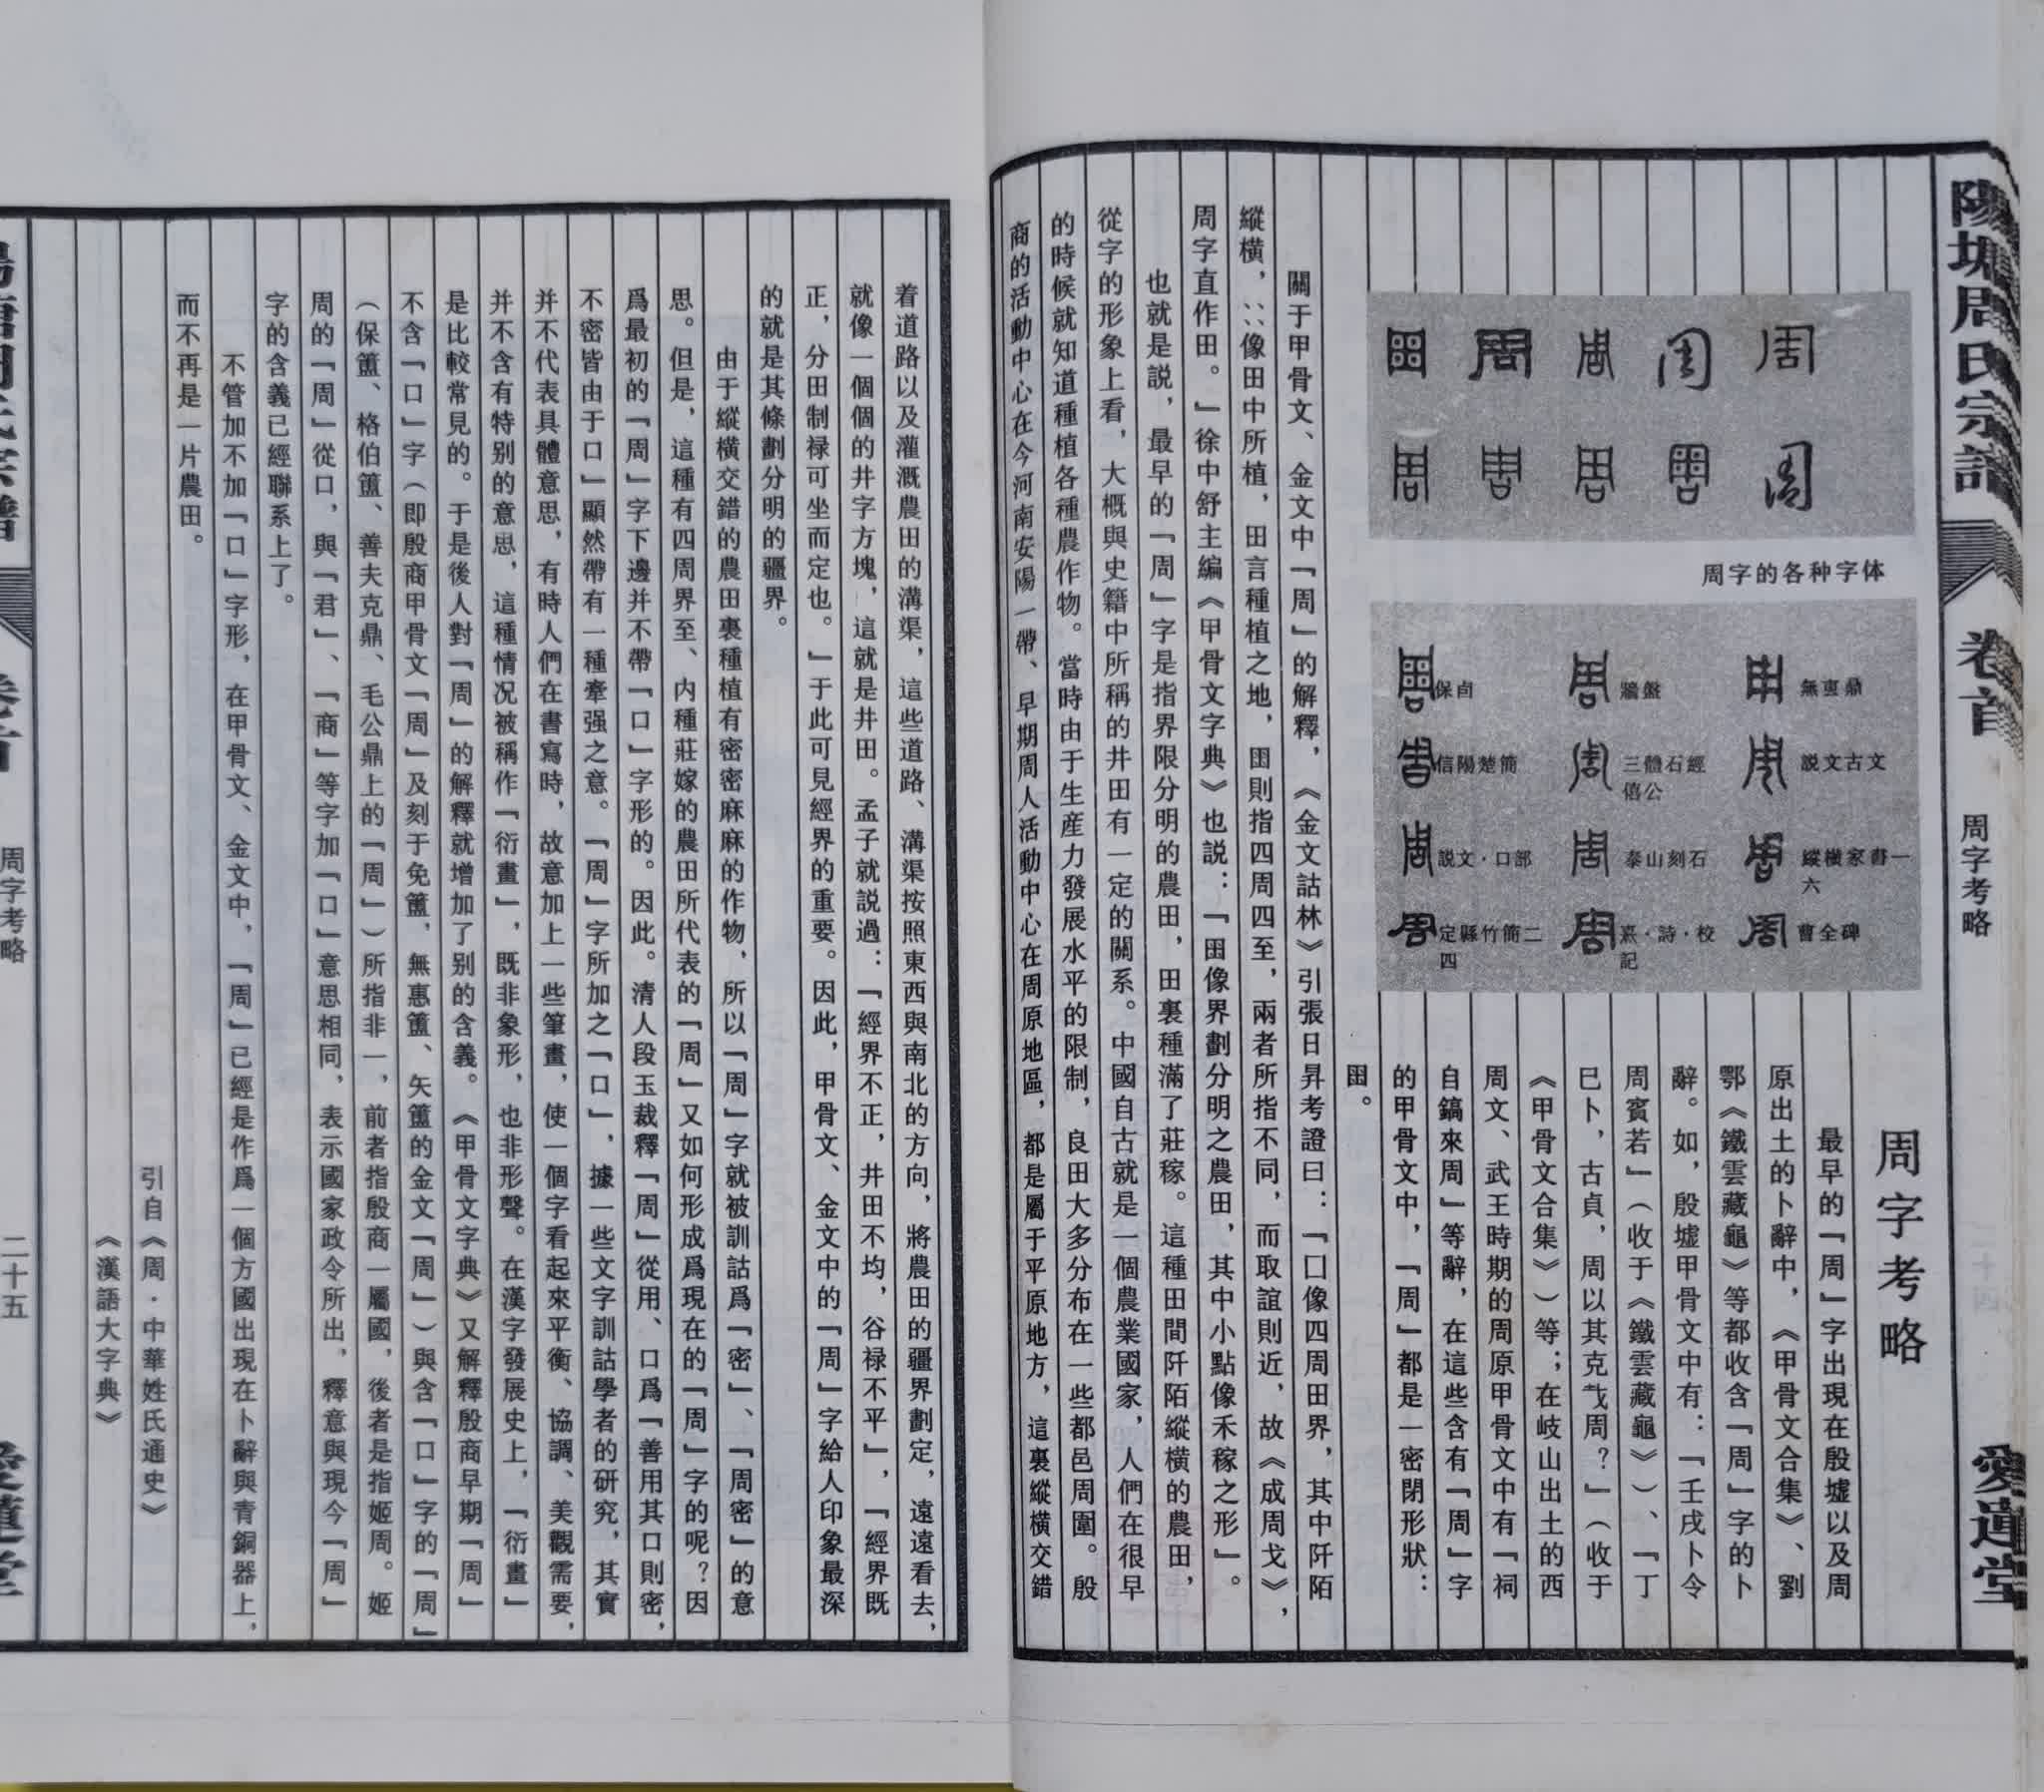 陽塘周氏宗譜
卷首
周字考略
愛蓮堂
周字考略
周字的各种字体
無叀鼎
牆盤
保卣
説文古文
三體石經
僖公
信陽楚簡
縱橫家書一
六
泰山刻石
説文·口部
曹全碑
熹·詩·校
記
定縣竹簡二
四
最早的「周」字出現在殷墟以及周
原出土的卜辭中，《甲骨文合集》、劉
鄂《鐵雲藏龜》等都收含「周」字的卜
辭。如，殷墟甲骨文中有：「壬戌卜令
周賓若」（收于《鐵雲藏龜》）、「丁
巳卜，古貞，周以其克𢦏周？」（收于
《甲骨文合集》）等；在岐山出土的西
周文、武王時期的周原甲骨文中有「祠
自鎬來周」等辭，在這些含有「周」字
的甲骨文中，「周」都是一密閉形狀：
囲。
關于甲骨文、金文中「周」的解釋，《金文詁林》引張日昇考證曰：「囗像四周田界，其中阡陌
縱橫，⸬像田中所植，田言種植之地，囲則指四周四至，兩者所指不同，而取誼則近，故《成周戈》，
周字直作田。」徐中舒主編《甲骨文字典》也説：「囲像界劃分明之農田，其中小點像禾稼之形」。
也就是説，最早的「周」字是指界限分明的農田，田裏種滿了莊稼。這種田間阡陌縱橫的農田，
從字的形象上看，大概與史籍中所稱的井田有一定的關系。中國自古就是一個農業國家，人們在很早
的時候就知道種植各種農作物。當時由于生産力發展水平的限制，良田大多分布在一些都邑周圍。殷
商的活動中心在今河南安陽一帶、早期周人活動中心在周原地區，都是屬于平原地方，這裏縱橫交錯
着道路以及灌溉農田的溝渠，這些道路、溝渠按照東西與南北的方向，將農田的疆界劃定，遠遠看去，
就像一個個的井字方塊，這就是井田。孟子就説過：「經界不正，井田不均，谷禄不平」，「經界既
正，分田制禄可坐而定也。」于此可見經界的重要。因此，甲骨文、金文中的「周」字給人印象最深
的就是其條劃分明的疆界。
由于縱橫交錯的農田裏種植有密密麻麻的作物，所以「周」字就被訓詁爲「密」、「周密」的意
思。但是，這種有四周界至、内種莊嫁的農田所代表的「周」又如何形成爲現在的「周」字的呢？因
爲最初的「周」字下邊并不帶「口」字形的。因此。清人段玉裁釋「周」從用、口爲「善用其口則密，
不密皆由于口」顯然帶有一種牽强之意。「周」字所加之「口」，據一些文字訓詁學者的研究，其實
并不代表具體意思，有時人們在書寫時，故意加上一些筆畫，使一個字看起來平衡、協調、美觀需要，
并不含有特别的意思，這種情况被稱作「衍畫」，既非象形，也非形聲。在漢字發展史上，「衍畫」
是比較常見的。于是後人對「周」的解釋就增加了别的含義。《甲骨文字典》又解釋殷商早期「周」
不含「口」字（即殷商甲骨文「周」及刻于免簠，無惠簠、矢簠的金文「周」）與含「口」字的「周」
（保簠、格伯簠、善夫克鼎、毛公鼎上的「周」）所指非一，前者指殷商一屬國，後者是指姬周。姬
周的「周」從口，與「君」、「商」等字加「口」意思相同，表示國家政令所出，釋意與現今「周」
字的含義已經聯系上了。
不管加不加「口」字形，在甲骨文、金文中，「周」已經是作爲一個方國出現在卜辭與青銅器上，
而不再是一片農田。
引自《周·中華姓氏通史》
《漢語大字典》
周字考略
二十五